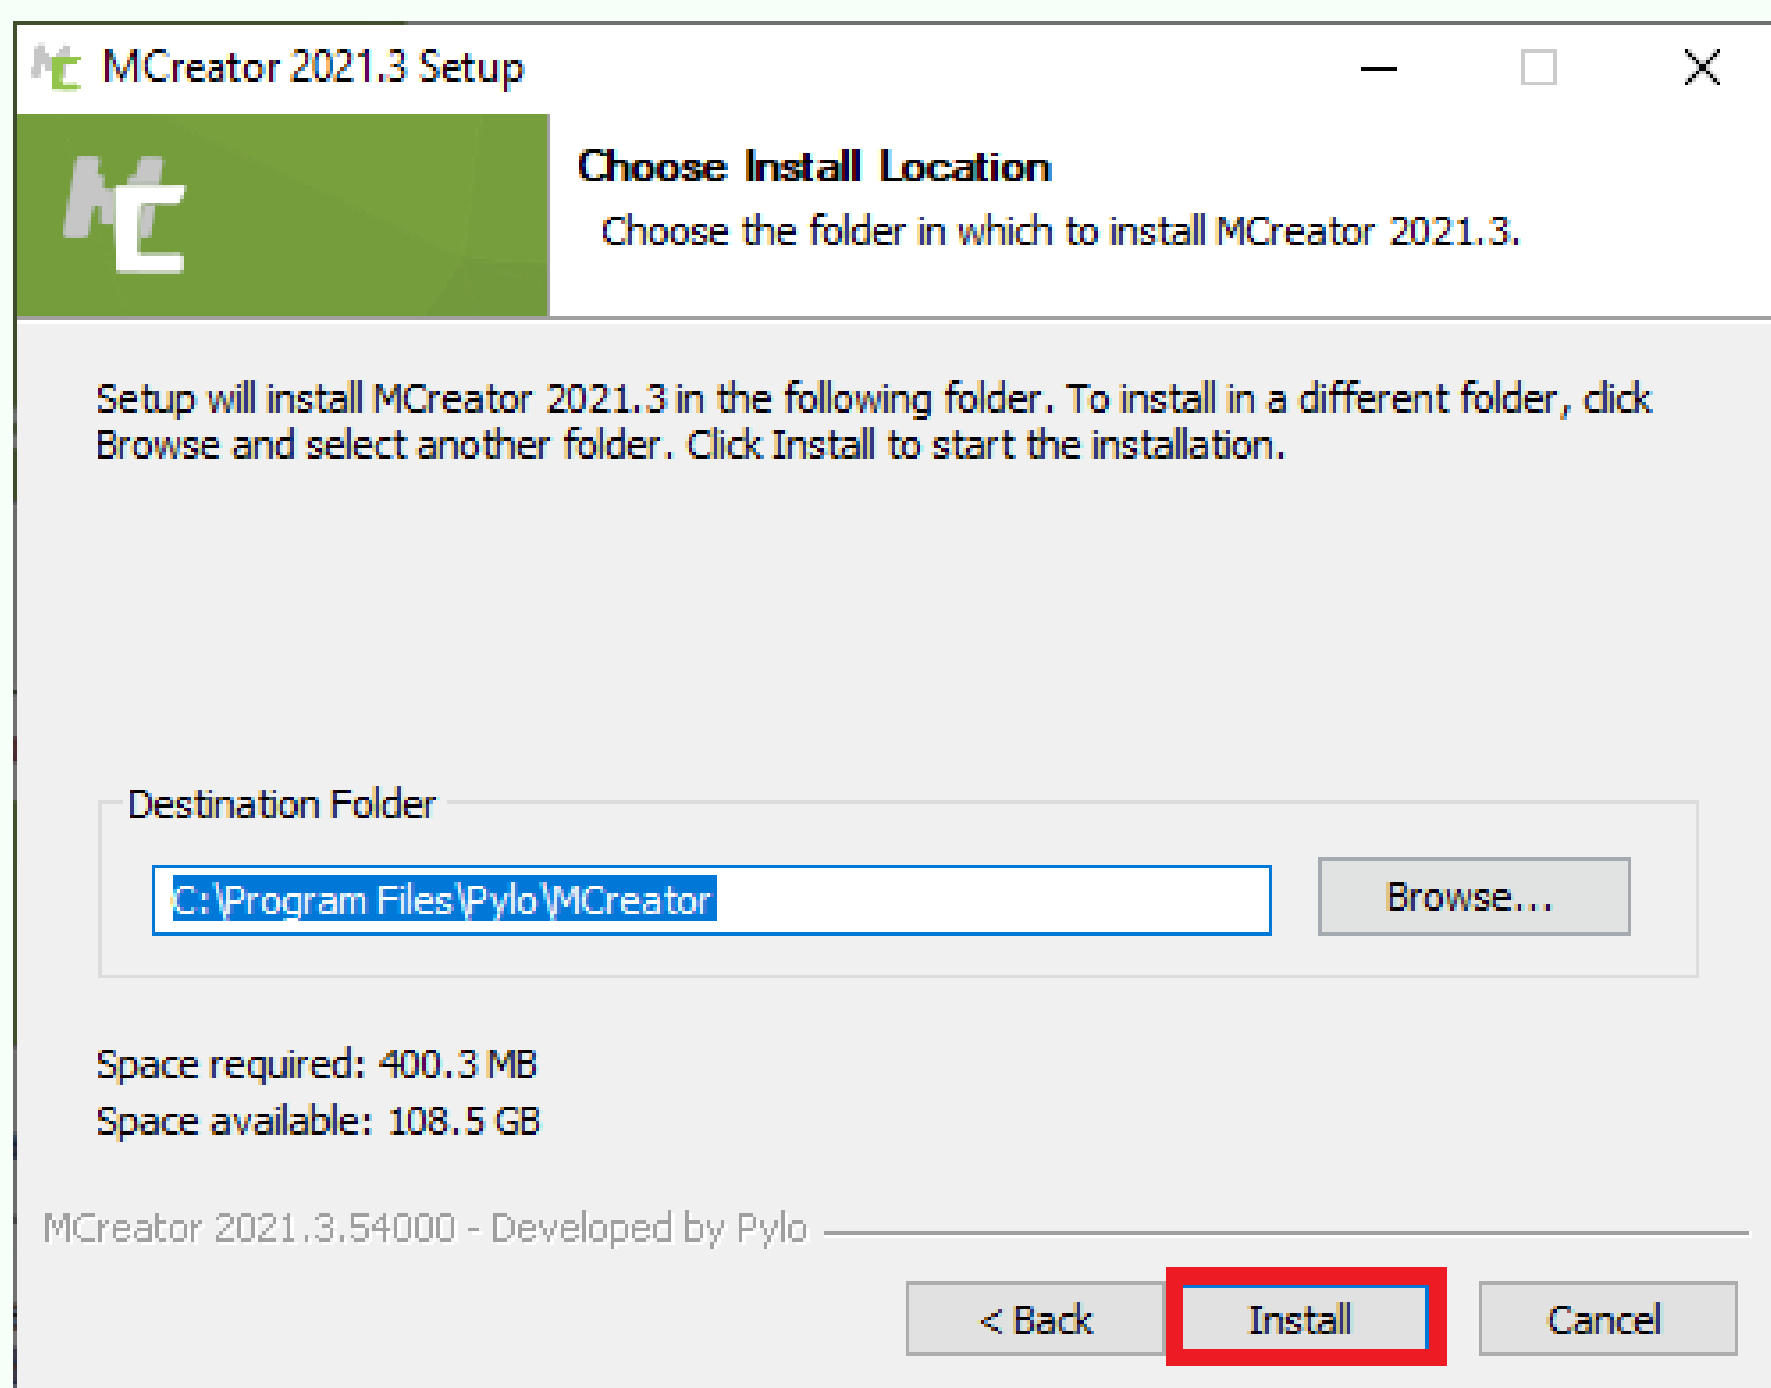 MCreator 2021.3 Setup
MC
Choose Install Location
Choose the folder in which to install MCreator 2021.3.
Setup will install MCreator 2021.3 in the following folder. To install in a different folder, click
Browse and select another folder. Click Install to start the installation.
Destination Folder
C:\Program Files\Pylo\MCreator
Browse...
Space required: 400.3 MB
Space available: 108.5 GB
MCreator 2021.3.54000 - Developed by Pylo
< Back
Install
Cancel